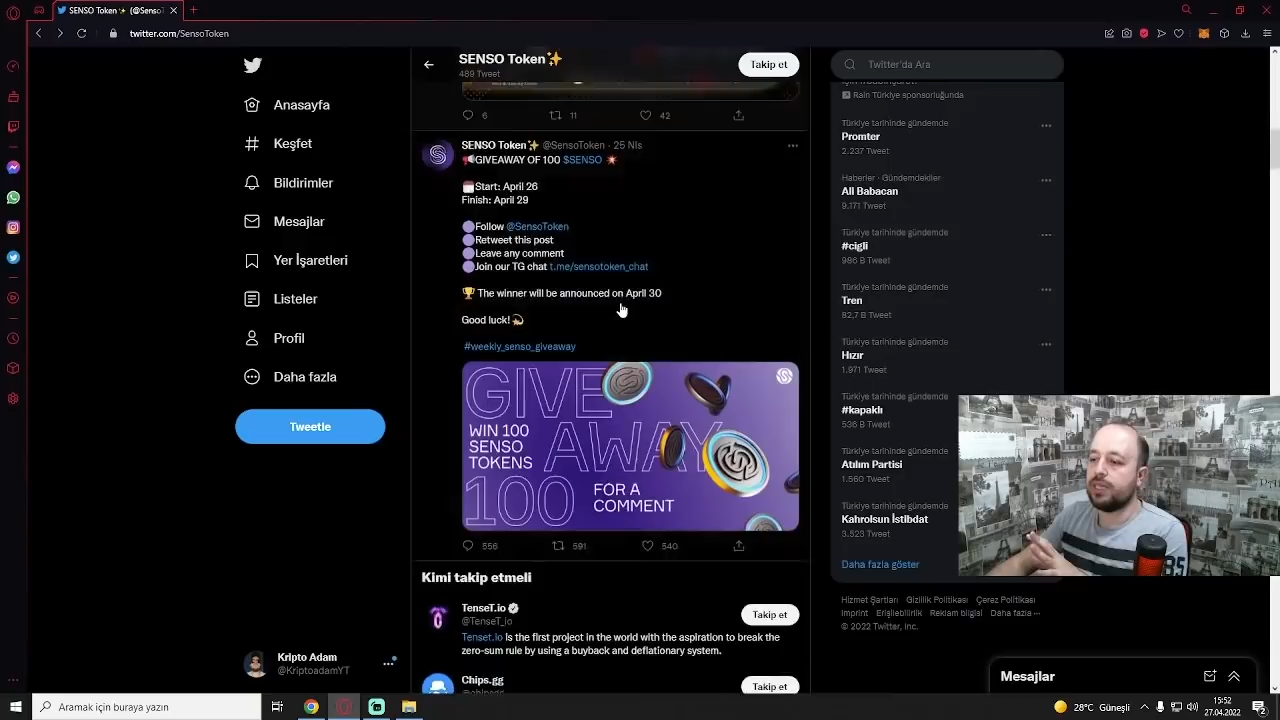 SENSO Token✨ (@Senso
twitter.com/SensoToken
Anasayfa
Keşfet
Bildirimler
Mesajlar
Yer İşaretleri
Listeler
Profil
Daha fazla
Tweetle
Kripto Adam
@KriptoadamYT
SENSO Token✨
489 Tweet
Takip et
6 11 42
SENSO Token✨ @SensoToken · 25 Nis
📢GIVEAWAY OF 100 $SENSO 💥
🗓Start: April 26
Finish: April 29
🟣Follow @SensoToken
🟣Retweet this post
🟣Leave any comment
🟣Join our TG chat t.me/sensotoken_chat
🏆 The winner will be announced on April 30
Good luck!💫
#weekly_senso_giveaway
GIVE
AWAY
WIN 100
SENSO
TOKENS
100
FOR A
COMMENT
556 591 540
Kimi takip etmeli
TenseT.io
@TenseT_io
Takip et
Tenset.io is the first project in the world with the aspiration to break the
zero-sum rule by using a buyback and deflationary system.
Chips.gg
Takip et
Twitter'da Ara
Rain Türkiye sponsorluğunda
Türkiye tarihinde gündemde
Promter
2.237 Tweet
Haberler · Gündemdekiler
Ali Babacan
9.171 Tweet
Türkiye tarihinde gündemde
#cigli
986 B Tweet
Türkiye tarihinde gündemde
Tren
82,7 B Tweet
Türkiye tarihinde gündemde
Hızır
1.971 Tweet
Türkiye tarihinde gündemde
#kapaklı
536 B Tweet
Türkiye tarihinde gündemde
Atılım Partisi
1.560 Tweet
Türkiye tarihinde gündemde
Kahrolsun İstibdat
3.523 Tweet
Daha fazla göster
Hizmet Şartları Gizlilik Politikası Çerez Politikası
Imprint Erişilebilirlik Reklam bilgisi Daha fazla ···
© 2022 Twitter, Inc.
Mesajlar
Aramak için buraya yazın
28°C Güneşli
15:52
27.04.2022
2